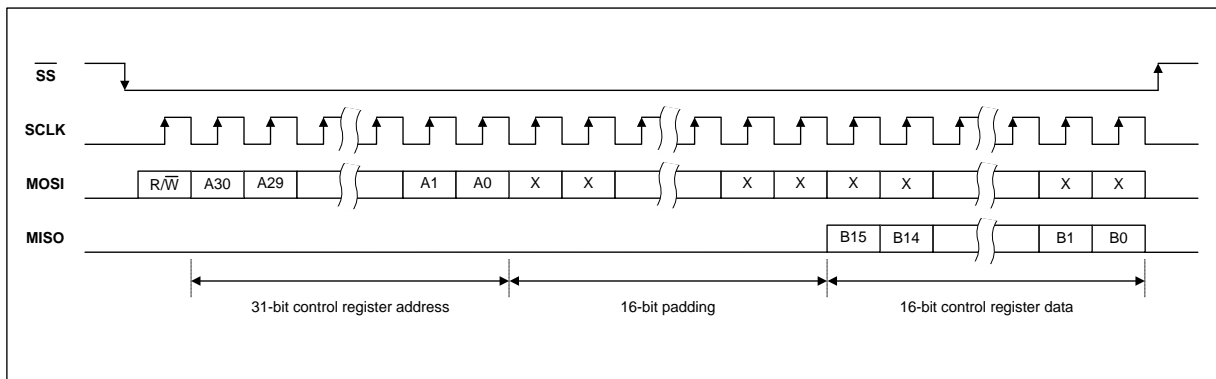 SS
SCLK
MOSI R/W A30 A29 A1 A0 X X X X X X X X
MISO B15 B14 B1 B0
31-bit control register address 16-bit padding 16-bit control register data